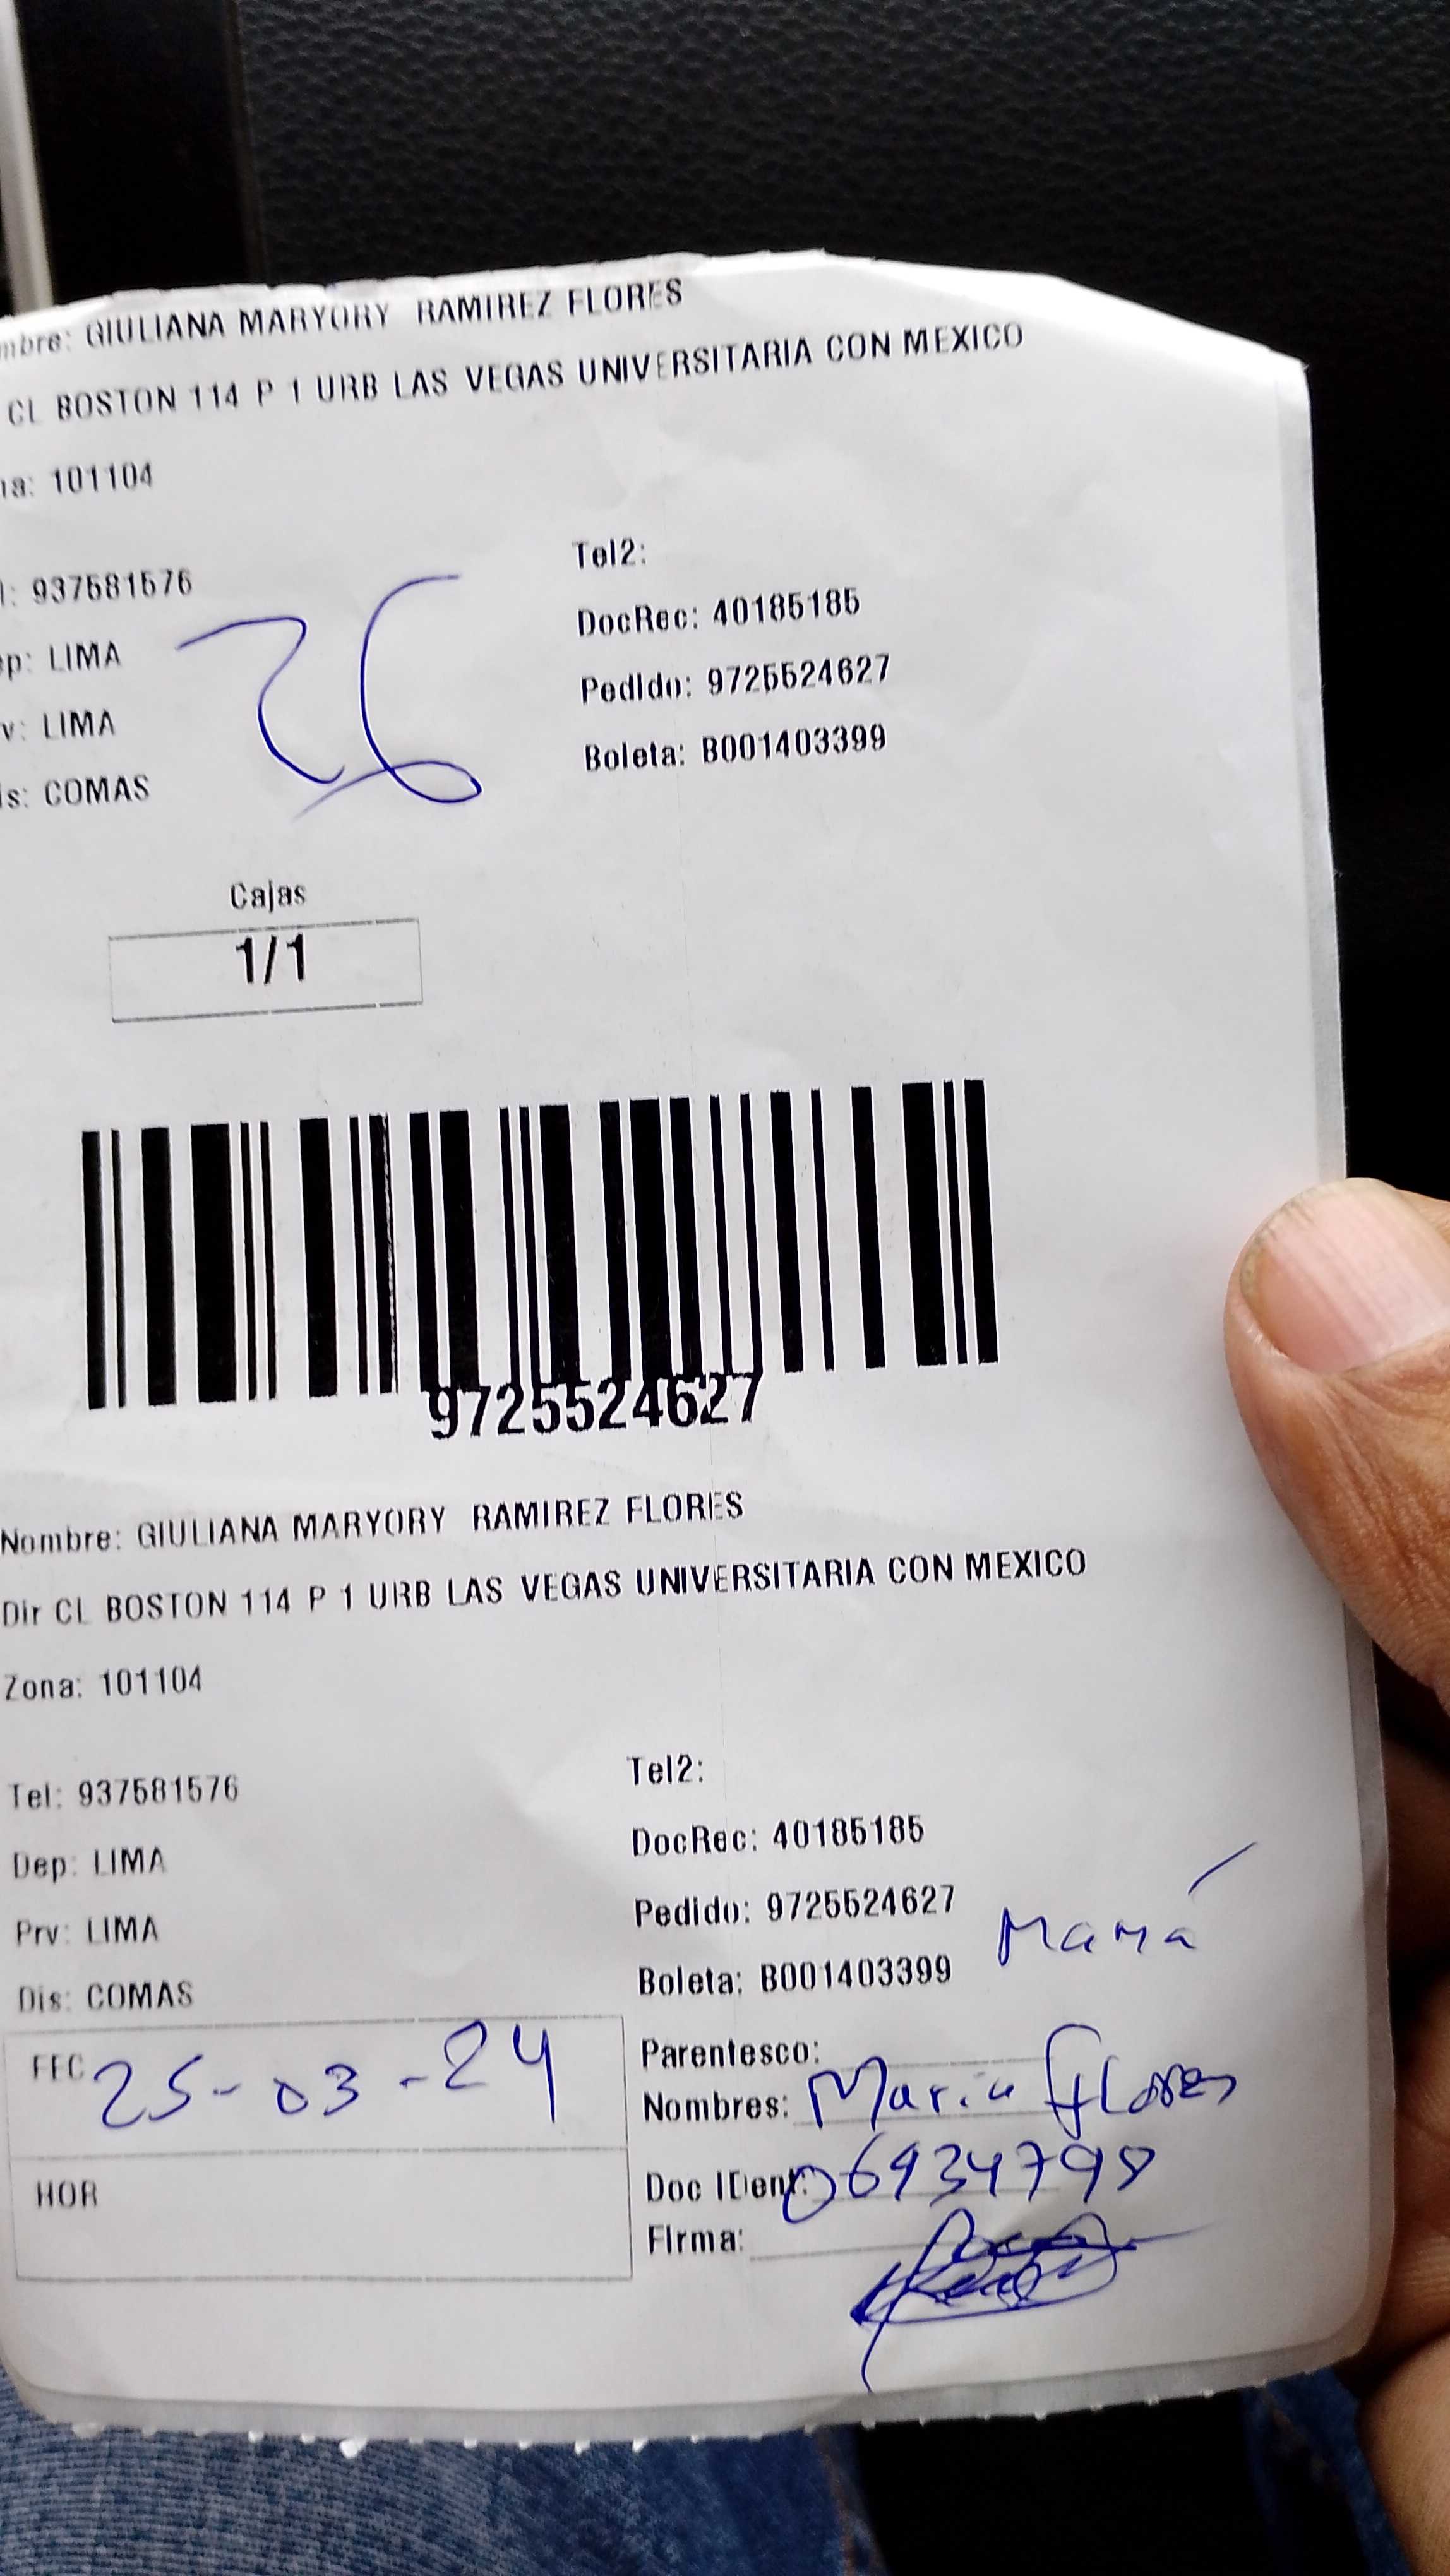 mbre: GIULIANA MARYORY RAMIREZ FLORES
CL BOSTON 114 P 1 URB LAS VEGAS UNIVERSITARIA CON MEXICO
na: 101104
l: 937581576
Tel2:
DocRec: 40185185
ep: LIMA
Pedido: 9725524627
v: LIMA
Boleta: B001403399
is: COMAS
26
Cajas
1/1
9725524627
Nombre: GIULIANA MARYORY RAMIREZ FLORES
Dir CL BOSTON 114 P 1 URB LAS VEGAS UNIVERSITARIA CON MEXICO
Zona: 101104
Tel: 937581576
Tel2:
Dep: LIMA
DocRec: 40185185
Prv: LIMA
Pedido: 9725524627
Dis: COMAS
Boleta: B001403399
Mamá
FEC 25-03-24
HOR
Parentesco:
Nombres: Maria Flores
Doc IDent: 06934798
Firma: